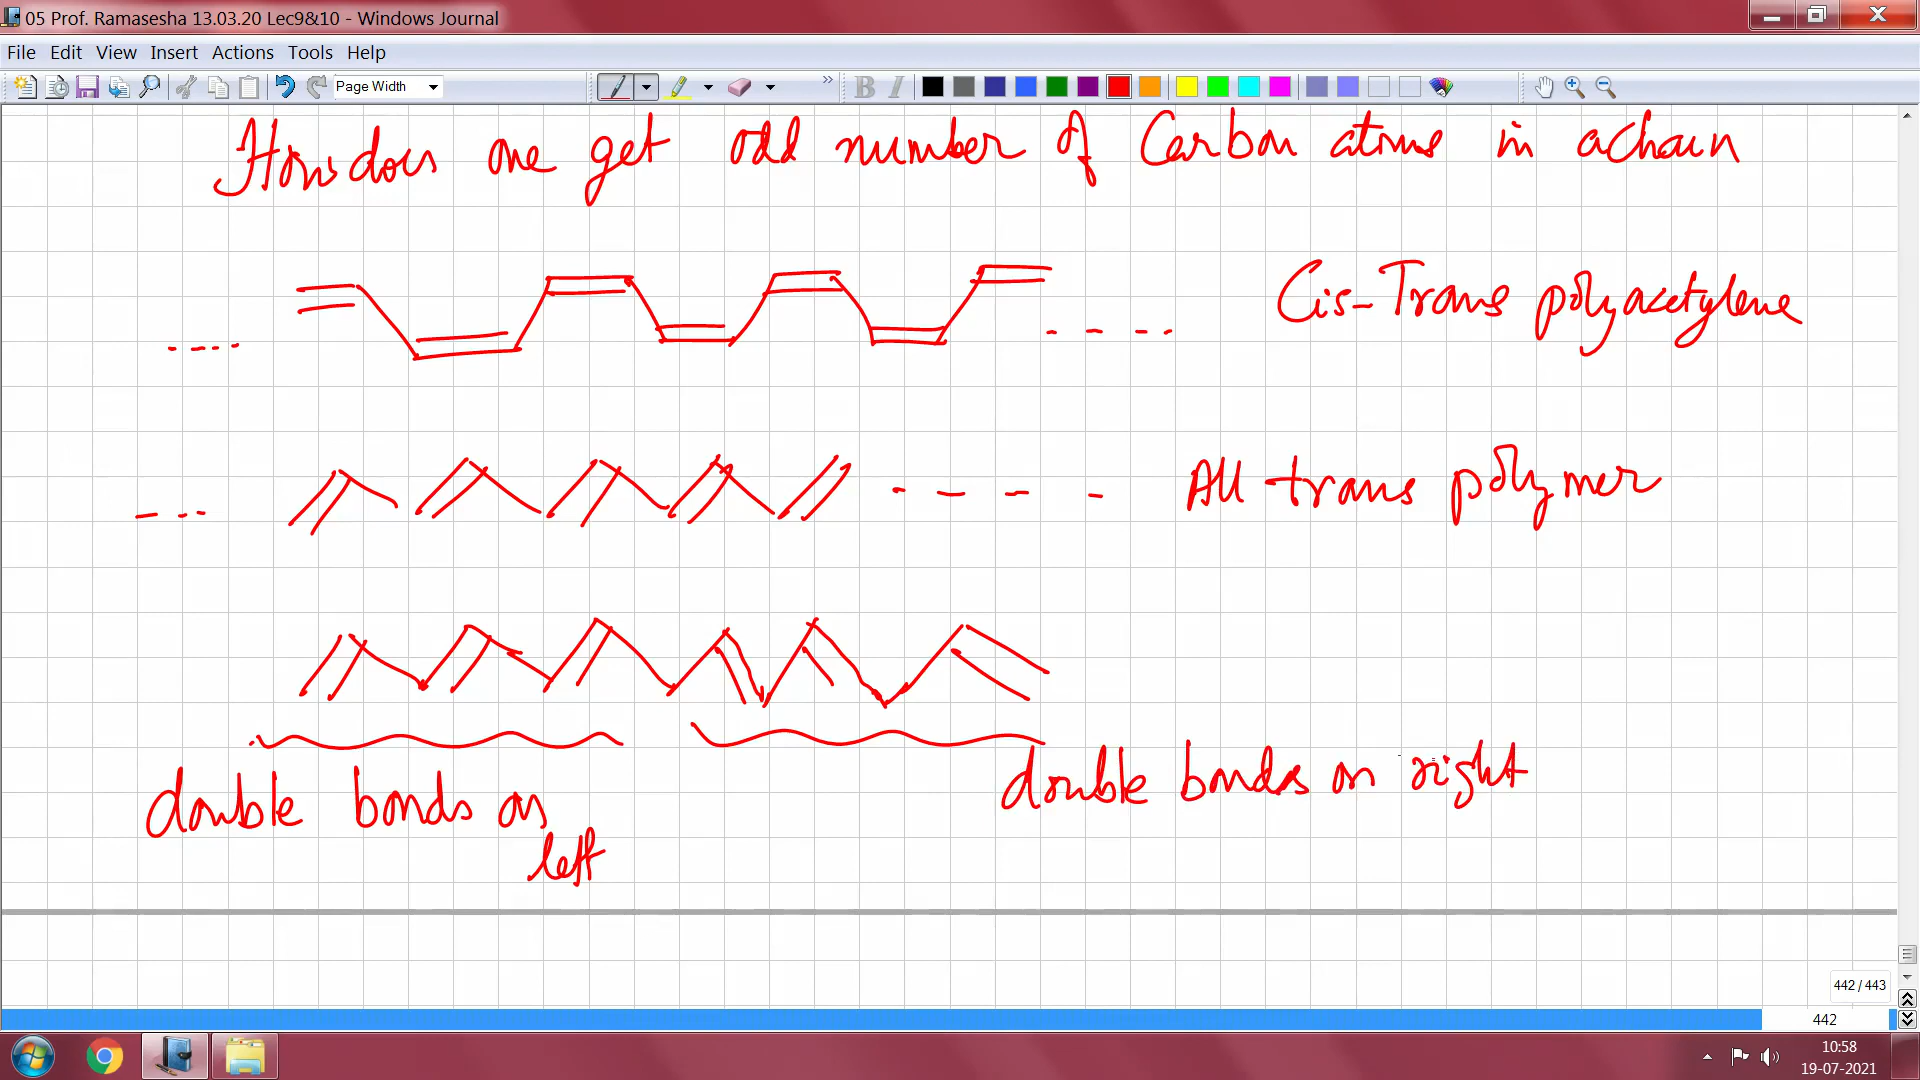 05 Prof. Ramasesha 13.03.20 Lec9&10 - Windows Journal
File Edit View Insert Actions Tools Help
Page Width
B I
How does one get odd number of Carbon atoms in a chain
Cis-Trans polyacetylene
All trans polymer
double bonds on left
double bonds on right
442 / 443
442
10:58
19-07-2021